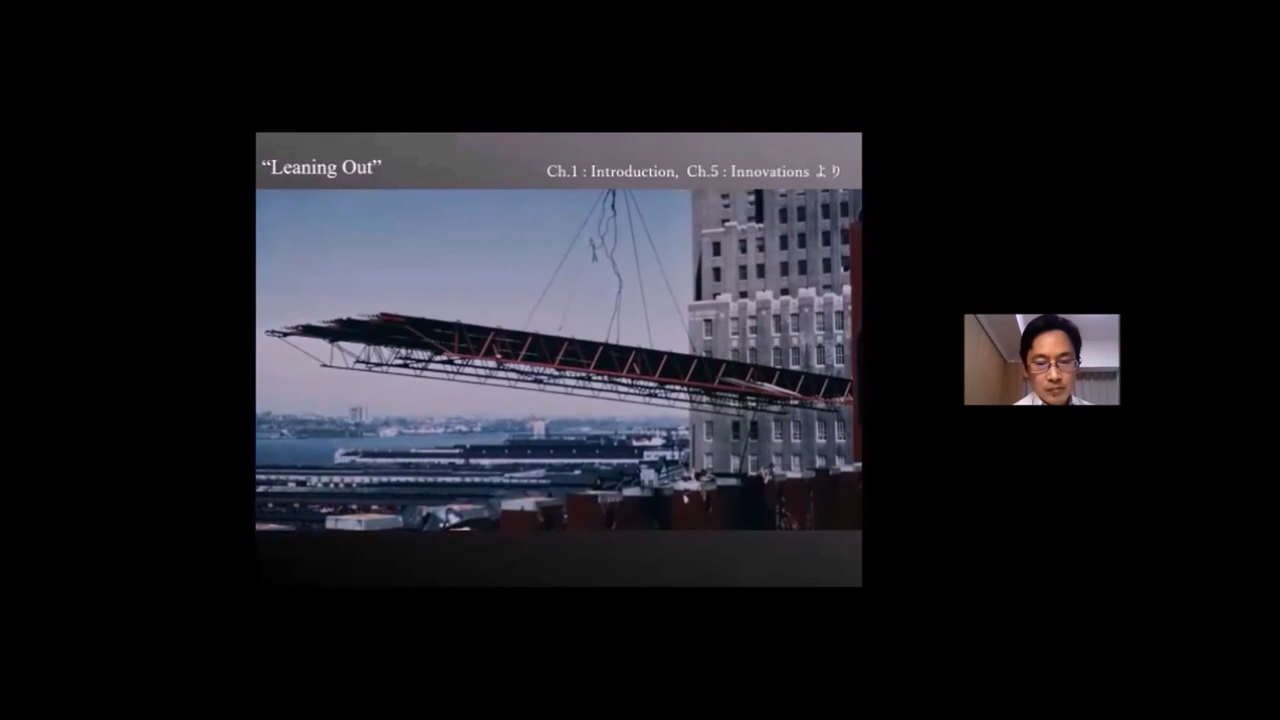 “Leaning Out”
Ch.1 : Introduction, Ch.5 : Innovations より